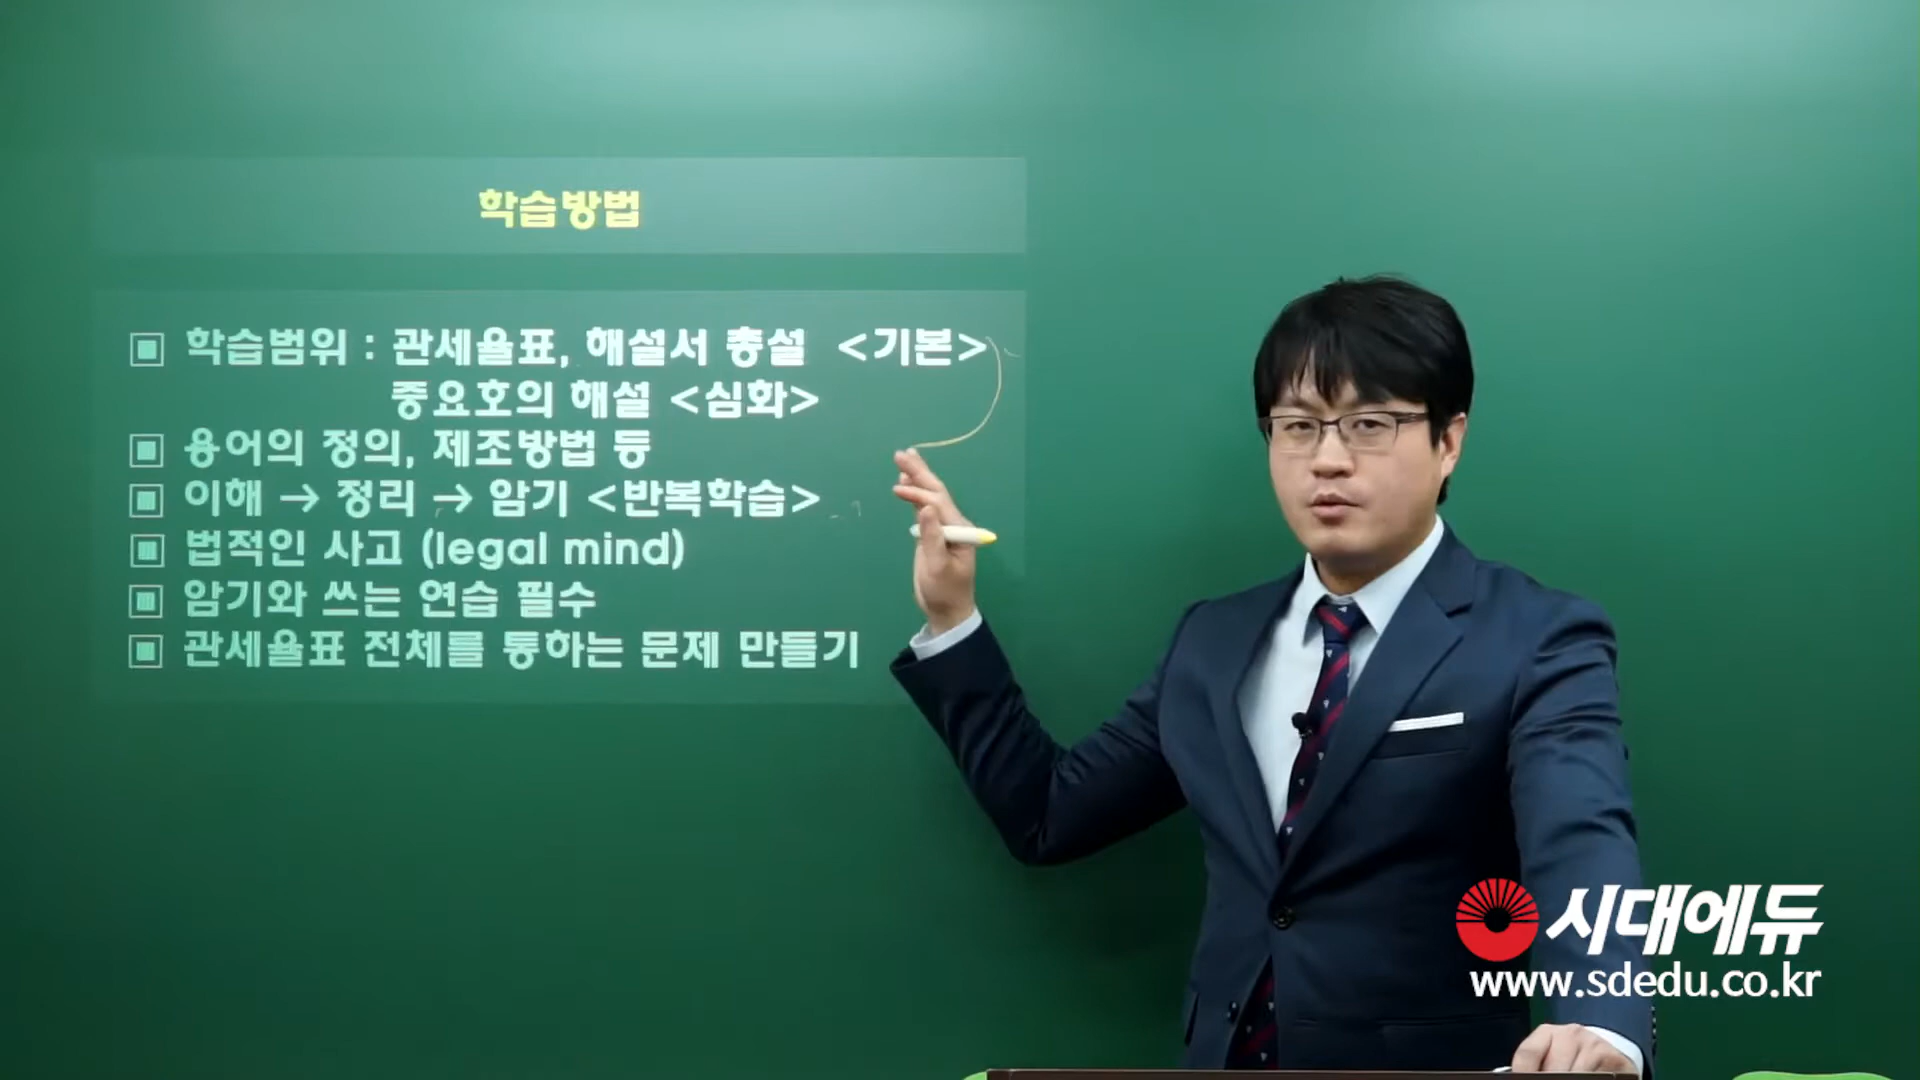 학습방법
▣ 학습범위 : 관세율표, 해설서 총설 <기본>
중요호의 해설 <심화>
▣ 용어의 정의, 제조방법 등
▣ 이해 → 정리 → 암기 <반복학습>
▣ 법적인 사고 (legal mind)
▣ 암기와 쓰는 연습 필수
▣ 관세율표 전체를 통하는 문제 만들기
시대에듀
www.sdedu.co.kr